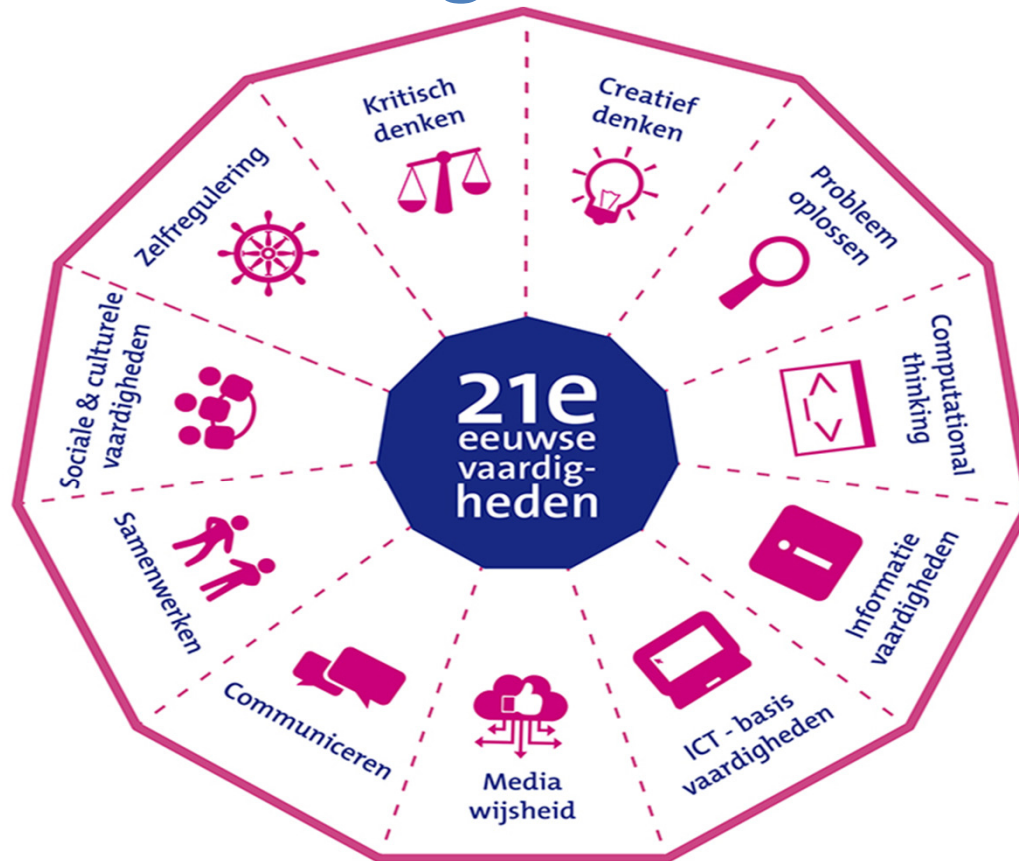 Kritisch
denken
Creatief
denken
Probleem
oplossen
Computational
thinking
Informatie
vaardigheden
ICT - basis
vaardigheden
Media
wijsheid
Communiceren
Samenwerken
Sociale & culturele
vaardigheden
Zelfregulering
21e
eeuwse
vaardig-
heden